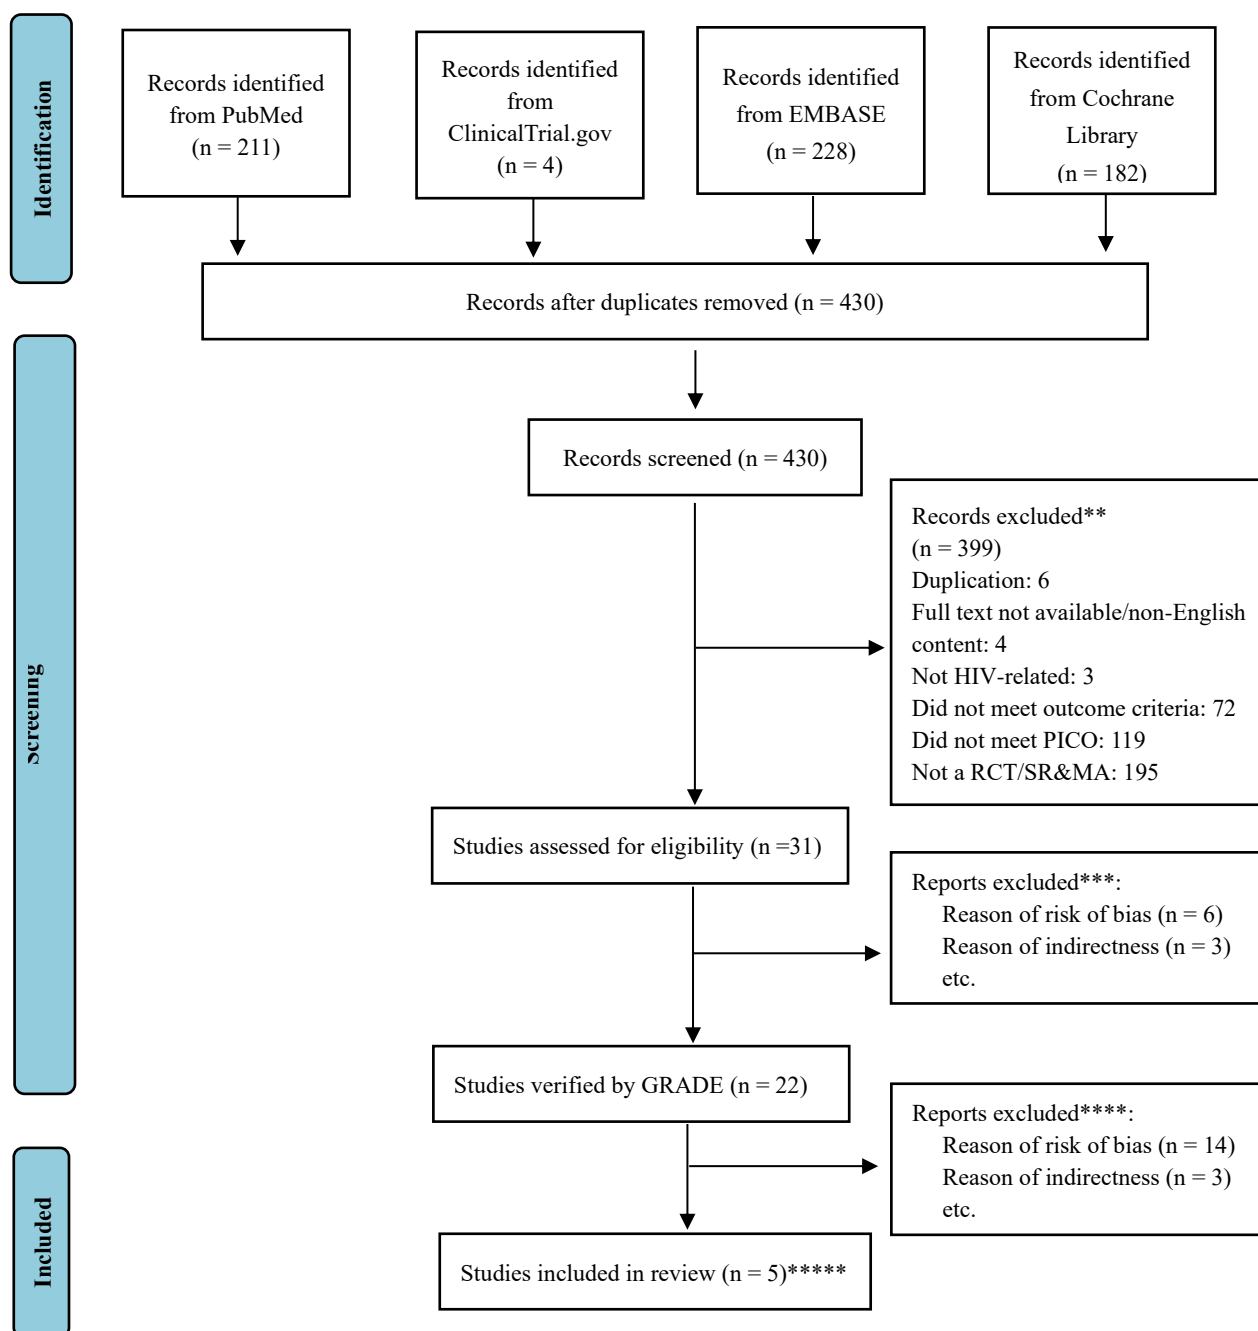 Identification
Records identified
from PubMed
(n = 211)
Records identified
from
ClinicalTrial.gov
(n = 4)
Records identified
from EMBASE
(n = 228)
Records identified
from Cochrane
Library
(n = 182)
Records after duplicates removed (n = 430)
Screening
Records screened (n = 430)
Records excluded**
(n = 399)
Duplication: 6
Full text not available/non-English
content: 4
Not HIV-related: 3
Did not meet outcome criteria: 72
Did not meet PICO: 119
Not a RCT/SR&MA: 195
Studies assessed for eligibility (n =31)
Reports excluded***:
Reason of risk of bias (n = 6)
Reason of indirectness (n = 3)
etc.
Studies verified by GRADE (n = 22)
Reports excluded****:
Reason of risk of bias (n = 14)
Reason of indirectness (n = 3)
etc.
Included
Studies included in review (n = 5)*****